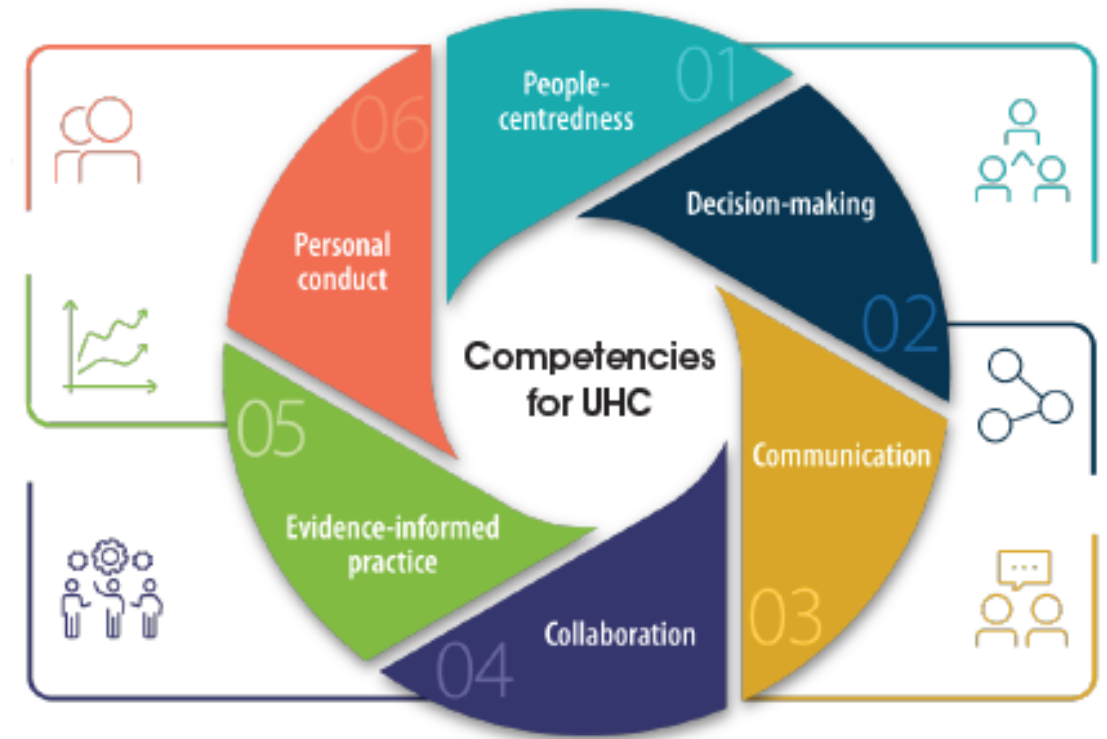 Competencies
for UHC
01
People-
centredness
02
Decision-making
03
Communication
04
Collaboration
05
Evidence-informed
practice
06
Personal
conduct